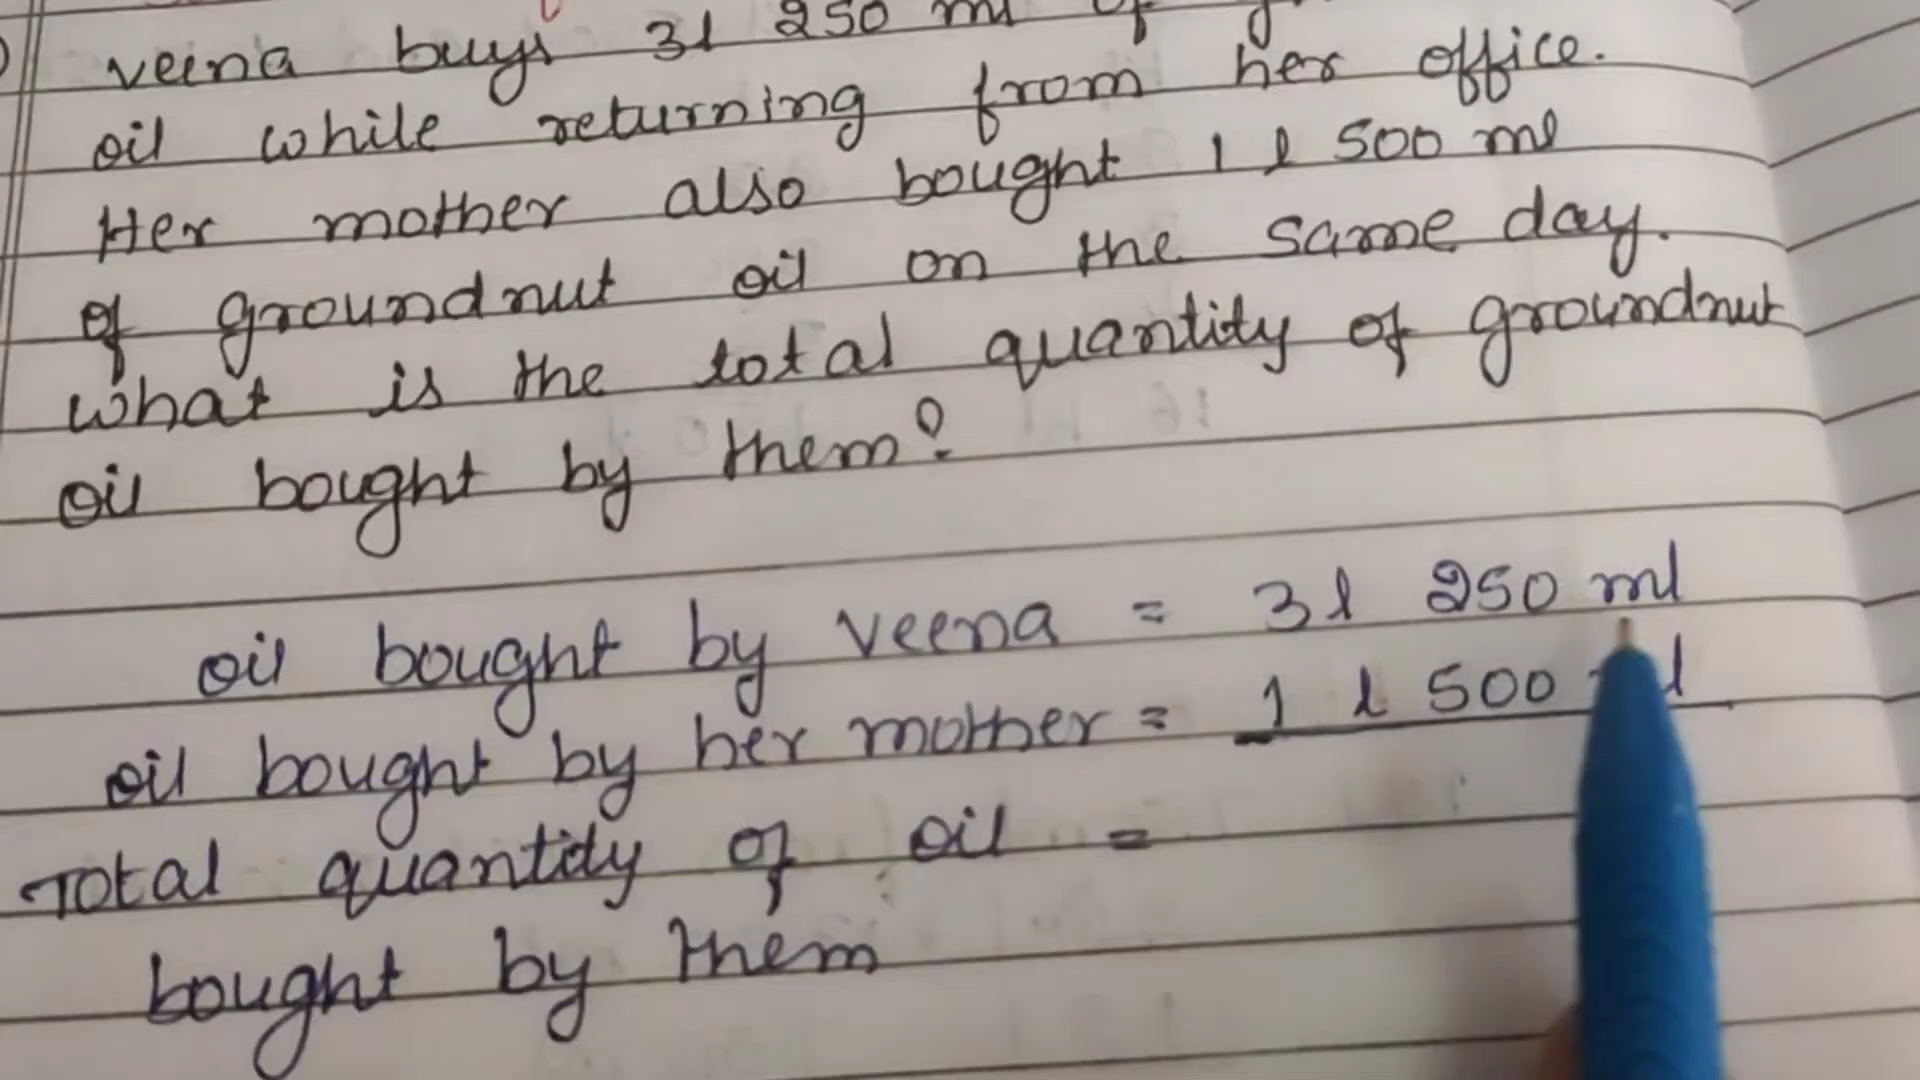 Veena buys 3l 250 ml of
oil while returning from her office.
Her mother also bought 1 l 500 ml
of groundnut oil on the same day.
What is the total quantity of groundnut
oil bought by them?
oil bought by Veena = 3l 250 ml
oil bought by her mother = 1 l 500
Total quantity of oil =
bought by them